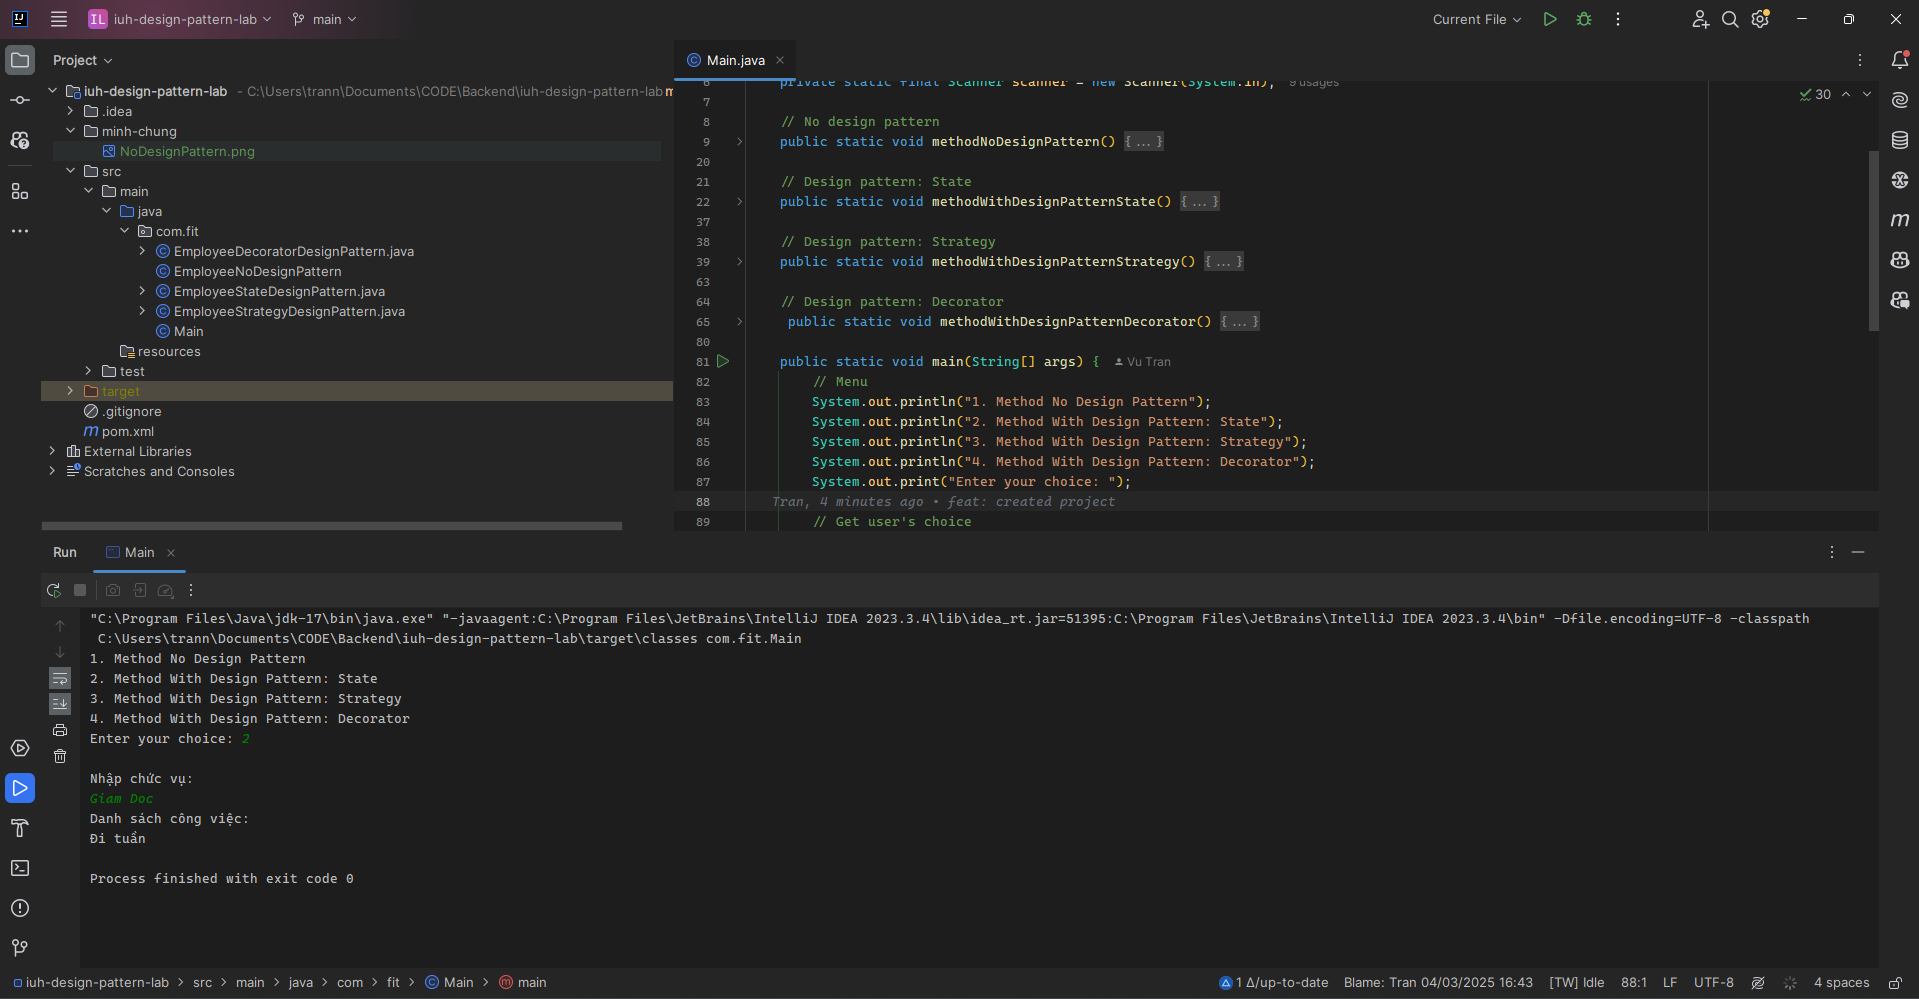 IJ
IL iuh-design-pattern-lab main Current File
Project
iuh-design-pattern-lab - C:\Users\trann\Documents\CODE\Backend\iuh-design-pattern-lab m
.idea
minh-chung
NoDesignPattern.png
src
main
java
com.fit
EmployeeDecoratorDesignPattern.java
EmployeeNoDesignPattern
EmployeeStateDesignPattern.java
EmployeeStrategyDesignPattern.java
Main
resources
test
target
.gitignore
m pom.xml
External Libraries
Scratches and Consoles
Main.java
30
6 private static final Scanner scanner = new Scanner(System.in); 9 usages
7
8 // No design pattern
9 public static void methodNoDesignPattern() {...}
20
21 // Design pattern: State
22 public static void methodWithDesignPatternState() {...}
37
38 // Design pattern: Strategy
39 public static void methodWithDesignPatternStrategy() {...}
63
64 // Design pattern: Decorator
65 public static void methodWithDesignPatternDecorator() {...}
80
81 public static void main(String[] args) { Vu Tran
82 // Menu
83 System.out.println("1. Method No Design Pattern");
84 System.out.println("2. Method With Design Pattern: State");
85 System.out.println("3. Method With Design Pattern: Strategy");
86 System.out.println("4. Method With Design Pattern: Decorator");
87 System.out.print("Enter your choice: ");
88 Tran, 4 minutes ago • feat: created project
89 // Get user's choice
Run Main
"C:\Program Files\Java\jdk-17\bin\java.exe" "-javaagent:C:\Program Files\JetBrains\IntelliJ IDEA 2023.3.4\lib\idea_rt.jar=51395:C:\Program Files\JetBrains\IntelliJ IDEA 2023.3.4\bin" -Dfile.encoding=UTF-8 -classpath
C:\Users\trann\Documents\CODE\Backend\iuh-design-pattern-lab\target\classes com.fit.Main
1. Method No Design Pattern
2. Method With Design Pattern: State
3. Method With Design Pattern: Strategy
4. Method With Design Pattern: Decorator
Enter your choice: 2
Nhập chức vụ:
Giam Doc
Danh sách công việc:
Đi tuần
Process finished with exit code 0
iuh-design-pattern-lab > src > main > java > com > fit > Main > main
1 Δ/up-to-date Blame: Tran 04/03/2025 16:43 [TW] Idle 88:1 LF UTF-8 4 spaces